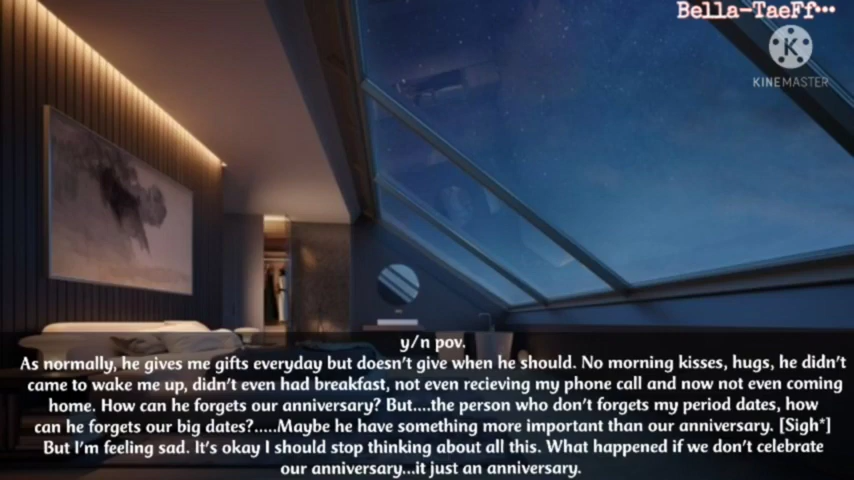 Bella-TaeFf...
KINEMASTER
y/n pov.
As normally, he gives me gifts everyday but doesn't give when he should. No morning kisses, hugs, he didn't
came to wake me up, didn't even had breakfast, not even recieving my phone call and now not even coming
home. How can he forgets our anniversary? But....the person who don't forgets my period dates, how
can he forgets our big dates?.....Maybe he have something more important than our anniversary. [Sigh*]
But I'm feeling sad. It's okay I should stop thinking about all this. What happened if we don't celebrate
our anniversary...it just an anniversary.